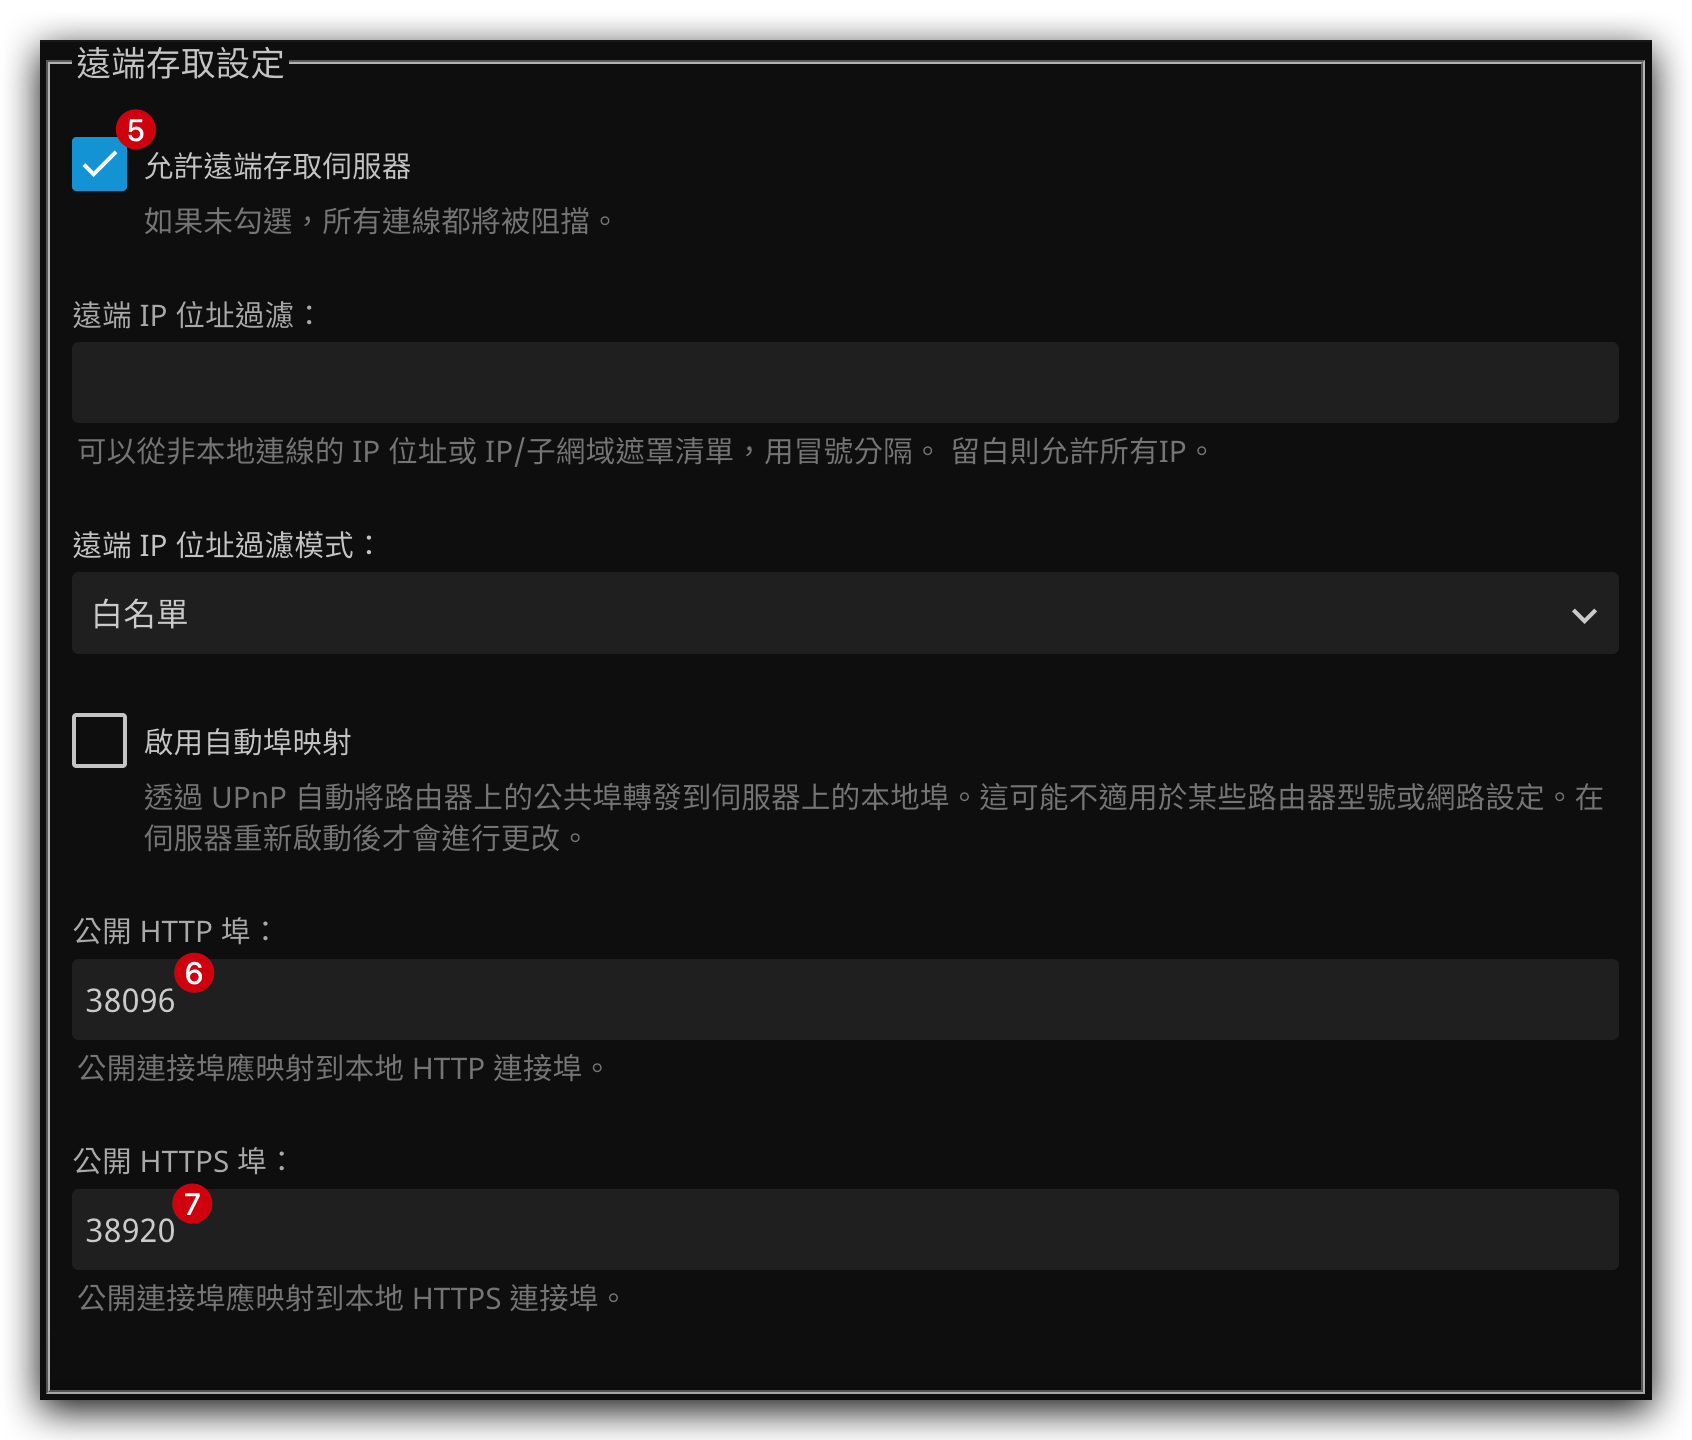 遠端存取設定
5
允許遠端存取伺服器
如果未勾選，所有連線都將被阻擋。
遠端 IP 位址過濾：
可以從非本地連線的 IP 位址或 IP/子網域遮罩清單，用冒號分隔。 留白則允許所有IP。
遠端 IP 位址過濾模式：
白名單
啟用自動埠映射
透過 UPnP 自動將路由器上的公共埠轉發到伺服器上的本地埠。這可能不適用於某些路由器型號或網路設定。在
伺服器重新啟動後才會進行更改。
公開 HTTP 埠：
6
38096
公開連接埠應映射到本地 HTTP 連接埠。
公開 HTTPS 埠：
7
38920
公開連接埠應映射到本地 HTTPS 連接埠。